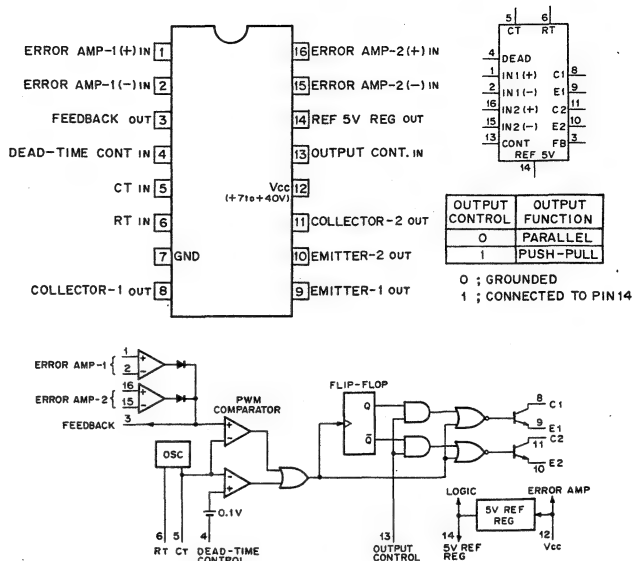 ERROR AMP-1(+) IN 1
ERROR AMP-1(-) IN 2
FEEDBACK OUT 3
DEAD-TIME CONT IN 4
CT IN 5
RT IN 6
7 GND
COLLECTOR-1 OUT 8
16 ERROR AMP-2(+) IN
15 ERROR AMP-2(-) IN
14 REF 5V REG OUT
13 OUTPUT CONT. IN
Vcc 12
(+7to+40V)
11 COLLECTOR-2 OUT
10 EMITTER-2 OUT
9 EMITTER-1 OUT
5 6
CT RT
4 DEAD
1 IN1(+) C1 8
2 IN1(-) E1 9
16 IN2(+) C2 11
15 IN2(-) E2 10
13 CONT FB 3
REF 5V
14
OUTPUT CONTROL OUTPUT FUNCTION
0 PARALLEL
1 PUSH-PULL
0 ; GROUNDED
1 ; CONNECTED TO PIN14
ERROR AMP-1 { 1 +
2 -
ERROR AMP-2 { 16 +
15 -
FEEDBACK 3
PWM
COMPARATOR
+
-
OSC
-
+
0.1V
6 5 4
RT CT DEAD-TIME
CONTROL
FLIP-FLOP
Q
Q̄
8 C1
9 E1
C2
11
10 E2
13
OUTPUT
CONTROL
LOGIC ERROR AMP
5V REF
REG
14 12
5V REF Vcc
REG